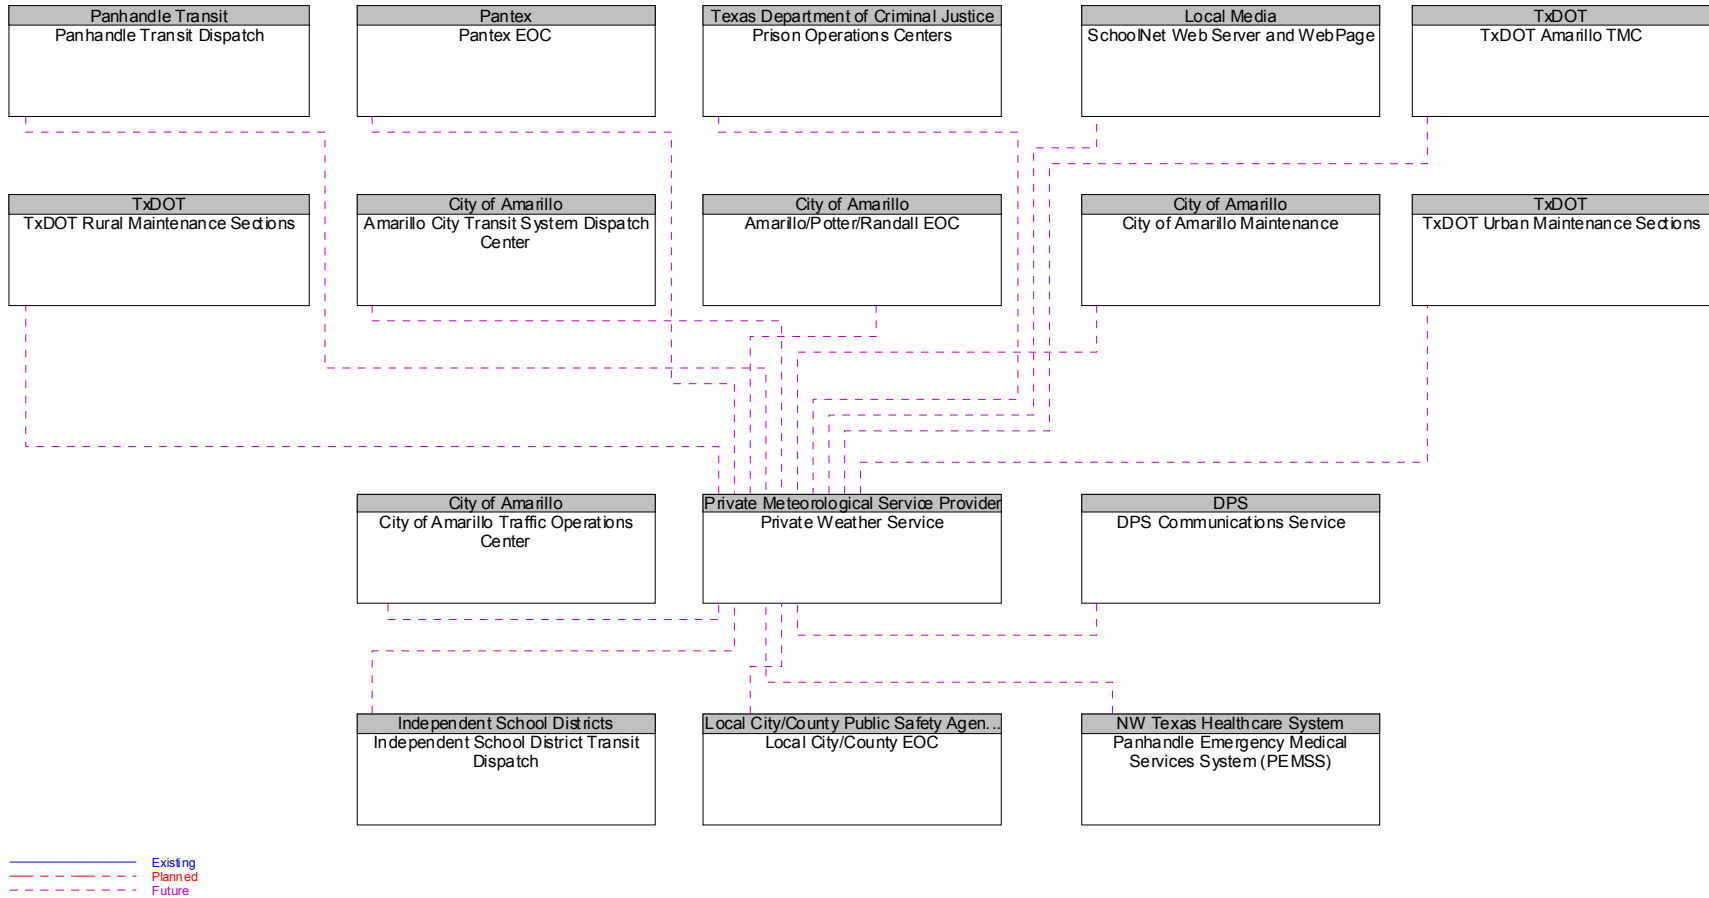 Panhandle Transit
Panhandle Transit Dispatch
Pantex
Pantex EOC
Texas Department of Criminal Justice
Prison Operations Centers
Local Media
SchoolNet Web Server and WebPage
TxDOT
TxDOT Amarillo TMC
TxDOT
TxDOT Rural Maintenance Sections
City of Amarillo
Amarillo City Transit System Dispatch
Center
City of Amarillo
Amarillo/Potter/Randall EOC
City of Amarillo
City of Amarillo Maintenance
TxDOT
TxDOT Urban Maintenance Sections
City of Amarillo
City of Amarillo Traffic Operations
Center
Private Meteorological Service Provider
Private Weather Service
DPS
DPS Communications Service
Independent School Districts
Independent School District Transit
Dispatch
Local City/County Public Safety Agen...
Local City/County EOC
NW Texas Healthcare System
Panhandle Emergency Medical
Services System (PEMSS)
Existing
Planned
Future